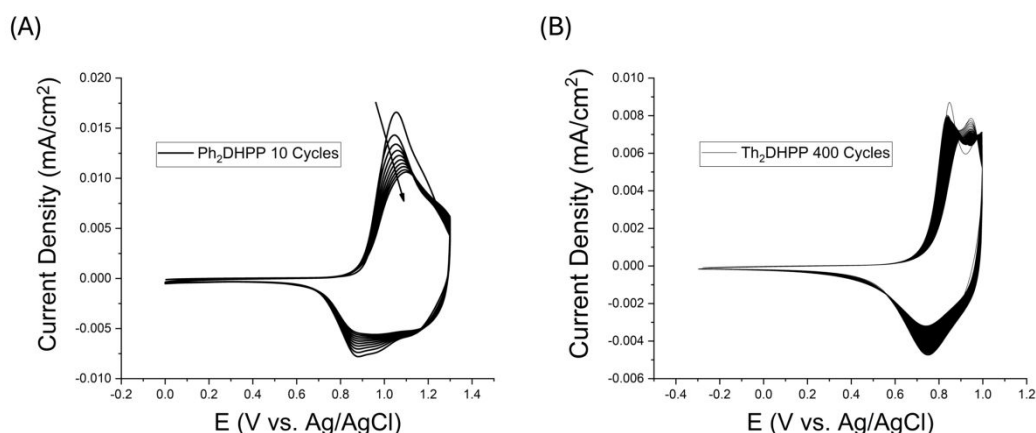 (A)
Current Density (mA/cm²)
0.020
0.015
0.010
0.005
0.000
-0.005
-0.010
Ph₂DHPP 10 Cycles
-0.2 0.0 0.2 0.4 0.6 0.8 1.0 1.2 1.4
E (V vs. Ag/AgCl)
(B)
Current Density (mA/cm²)
0.010
0.008
0.006
0.004
0.002
0.000
-0.002
-0.004
-0.006
Th₂DHPP 400 Cycles
-0.4 -0.2 0.0 0.2 0.4 0.6 0.8 1.0 1.2
E (V vs. Ag/AgCl)